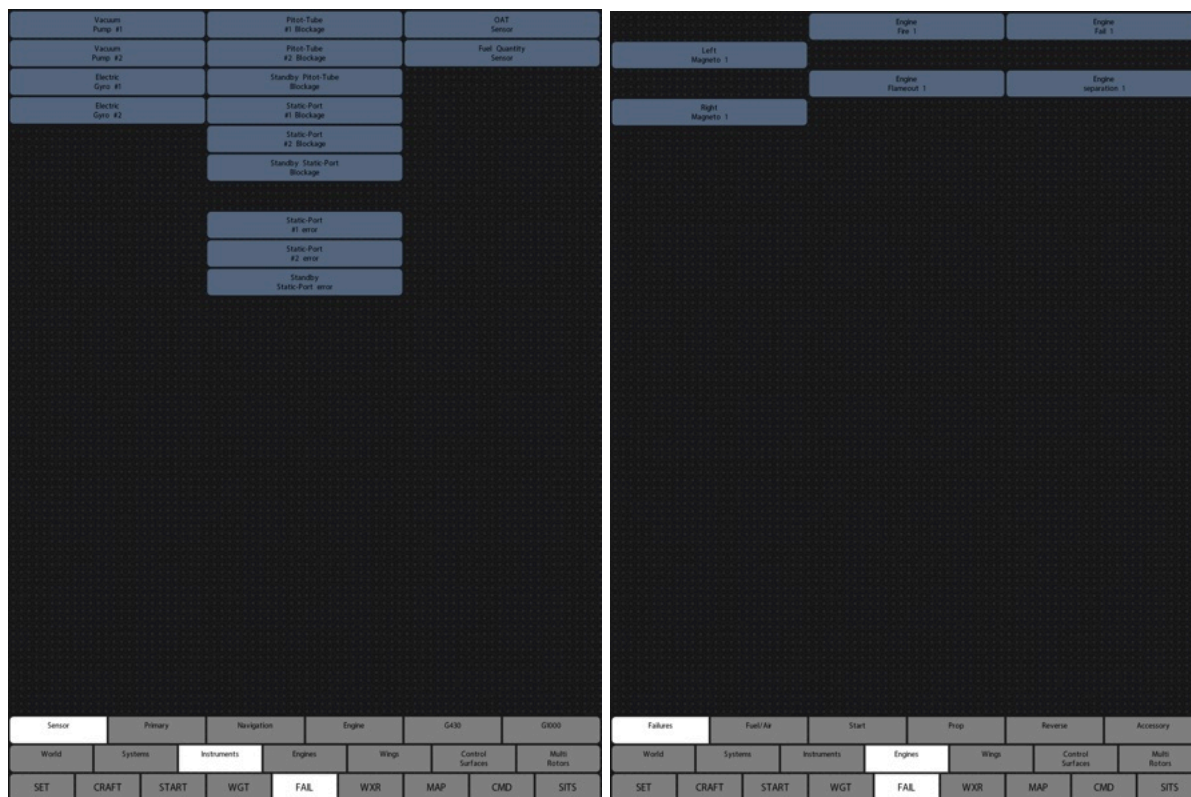 Vacuum
Pump #1
Pitot-Tube
#1 Blockage
OAT
Sensor
Vacuum
Pump #2
Pitot-Tube
#2 Blockage
Fuel Quantity
Sensor
Electric
Gyro #1
Standby Pitot-Tube
Blockage
Electric
Gyro #2
Static-Port
#1 Blockage
Static-Port
#2 Blockage
Standby Static-Port
Blockage
Static-Port
#1 error
Static-Port
#2 error
Standby
Static-Port error
Sensor
Primary
Navigation
Engine
G430
G1000
World
Systems
Instruments
Engines
Wings
Control
Surfaces
Multi
Rotors
SET
CRAFT
START
WGT
FAIL
WXR
MAP
CMD
SITS
Engine
Fire 1
Engine
Fail 1
Left
Magneto 1
Engine
Flameout 1
Engine
separation 1
Right
Magneto 1
Failures
Fuel/Air
Start
Prop
Reverse
Accessory
World
Systems
Instruments
Engines
Wings
Control
Surfaces
Multi
Rotors
SET
CRAFT
START
WGT
FAIL
WXR
MAP
CMD
SITS